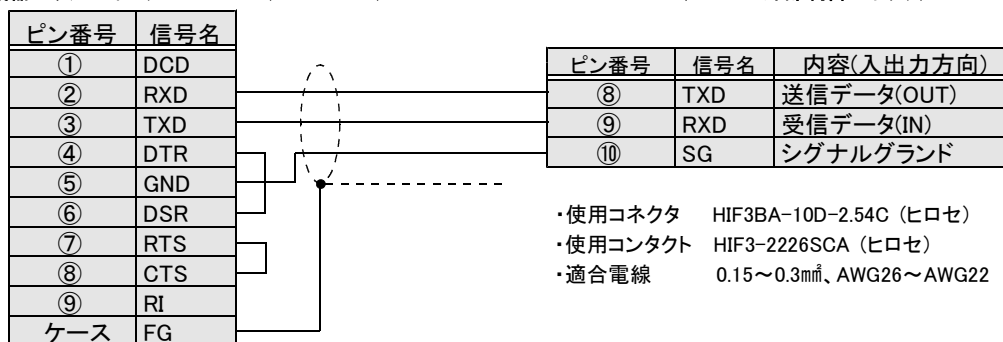 ピン番号 信号名
① DCD
② RXD
③ TXD
④ DTR
⑤ GND
⑥ DSR
⑦ RTS
⑧ CTS
⑨ RI
ケース FG
ピン番号 信号名 内容(入出力方向)
⑧ TXD 送信データ(OUT)
⑨ RXD 受信データ(IN)
⑩ SG シグナルグランド
・使用コネクタ HIF3BA-10D-2.54C (ヒロセ)
・使用コンタクト HIF3-2226SCA (ヒロセ)
・適合電線 0.15～0.3㎟、AWG26～AWG22